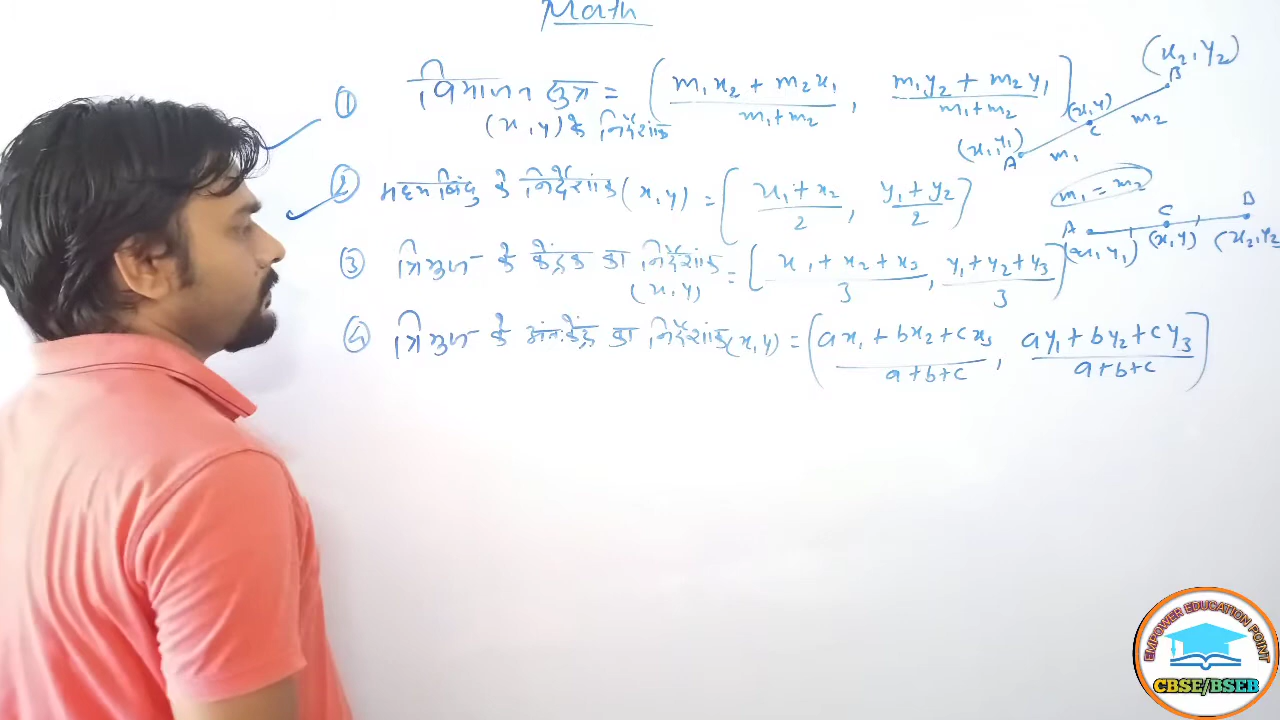 Math
① विभाजन सूत्र = (m₁x₂ + m₂x₁ / m₁+m₂, m₁y₂ + m₂y₁ / m₁+m₂)
(x, y) के निर्देशांक
(x₂, y₂)
B
(x, y)
C
m₂
(x₁, y₁)
A
m₁
② मध्य बिंदु के निर्देशांक (x, y) = (x₁ + x₂ / 2, y₁ + y₂ / 2)
m₁ = m₂
A C B
(x₁, y₁) (x, y) (x₂, y₂
③ त्रिभुज के केंद्रक का निर्देशांक = (x₁ + x₂ + x₃ / 3, y₁ + y₂ + y₃ / 3)
(x, y)
④ त्रिभुज के अंतःकेंद्र का निर्देशांक (x, y) = (ax₁ + bx₂ + cx₃ / a+b+c, ay₁ + by₂ + cy₃ / a+b+c)
EMPOWER EDUCATION POINT
CBSE/BSEB